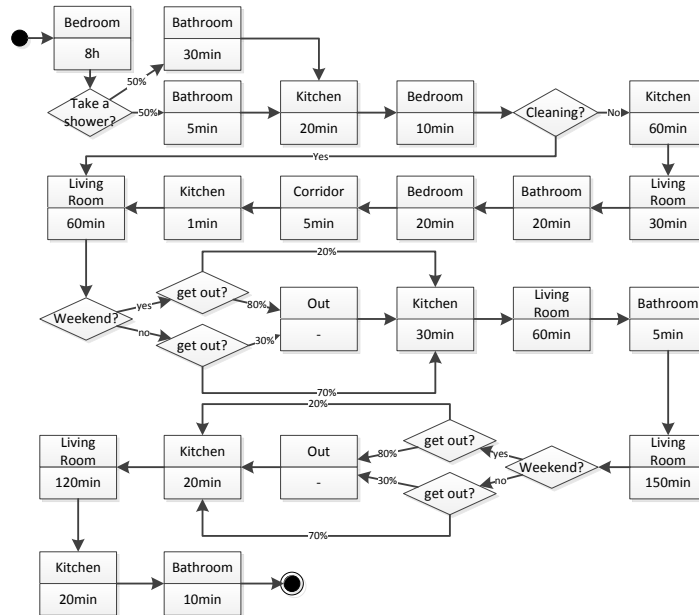 Bedroom
8h
Bathroom
30min
50%
Take a
shower?
50%
Bathroom
5min
Kitchen
20min
Bedroom
10min
Cleaning?
No
Kitchen
60min
Yes
Living
Room
60min
Kitchen
1min
Corridor
5min
Bedroom
20min
Bathroom
20min
Living
Room
30min
20%
Weekend?
yes
get out?
80%
no
get out?
30%
Out
-
Kitchen
30min
Living
Room
60min
Bathroom
5min
70%
20%
Living
Room
120min
Kitchen
20min
Out
-
80%
get out?
yes
30%
get out?
no
Weekend?
Living
Room
150min
70%
Kitchen
20min
Bathroom
10min